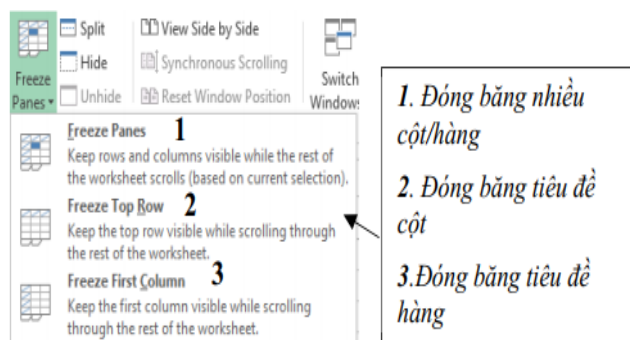 Split
View Side by Side
Hide
Synchronous Scrolling
Freeze Panes
Unhide
Reset Window Position
Switch
Freeze Panes 1
Keep rows and columns visible while the rest of
the worksheet scrolls (based on current selection).
Freeze Top Row 2
Keep the top row visible while scrolling through
the rest of the worksheet.
Freeze First Column 3
Keep the first column visible while scrolling
through the rest of the worksheet.
1. Đóng băng nhiều
cột/hàng
2. Đóng băng tiêu đề
cột
3.Đóng băng tiêu đề
hàng